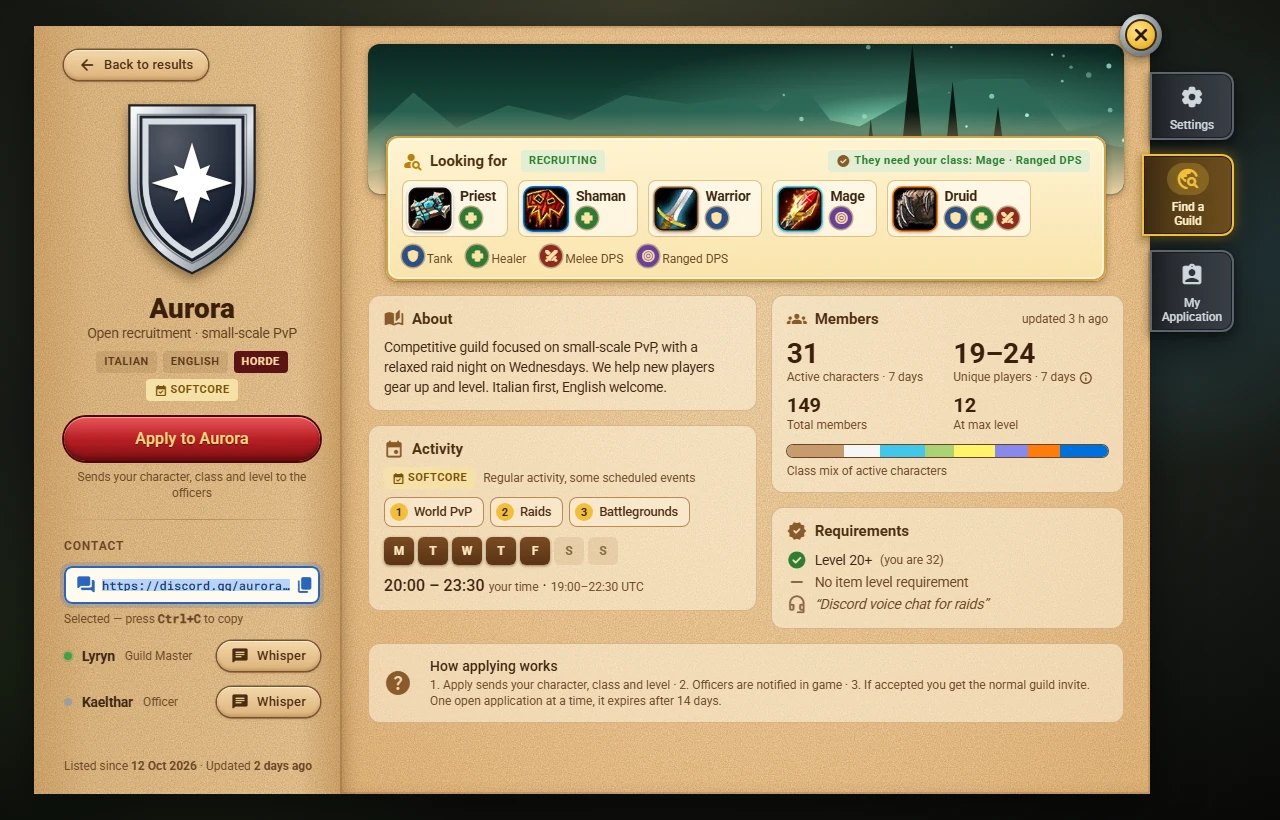 Back to results
Aurora
Open recruitment · small-scale PvP
ITALIAN ENGLISH HORDE
SOFTCORE
Apply to Aurora
Sends your character, class and level to the
officers
CONTACT
https://discord.gg/aurora…
Selected — press Ctrl+C to copy
Lyryn Guild Master Whisper
Kaelthar Officer Whisper
Listed since 12 Oct 2026 · Updated 2 days ago
Looking for RECRUITING They need your class: Mage · Ranged DPS
Priest Shaman Warrior Mage Druid
Tank Healer Melee DPS Ranged DPS
About
Competitive guild focused on small-scale PvP, with a
relaxed raid night on Wednesdays. We help new players
gear up and level. Italian first, English welcome.
Activity
SOFTCORE Regular activity, some scheduled events
1 World PvP 2 Raids 3 Battlegrounds
M T W T F S S
20:00 – 23:30 your time · 19:00–22:30 UTC
Members updated 3 h ago
31 19–24
Active characters · 7 days Unique players · 7 days
149 12
Total members At max level
Class mix of active characters
Requirements
Level 20+ (you are 32)
No item level requirement
“Discord voice chat for raids”
How applying works
1. Apply sends your character, class and level · 2. Officers are notified in game · 3. If accepted you get the normal guild invite.
One open application at a time, it expires after 14 days.
Settings
Find a
Guild
My
Application